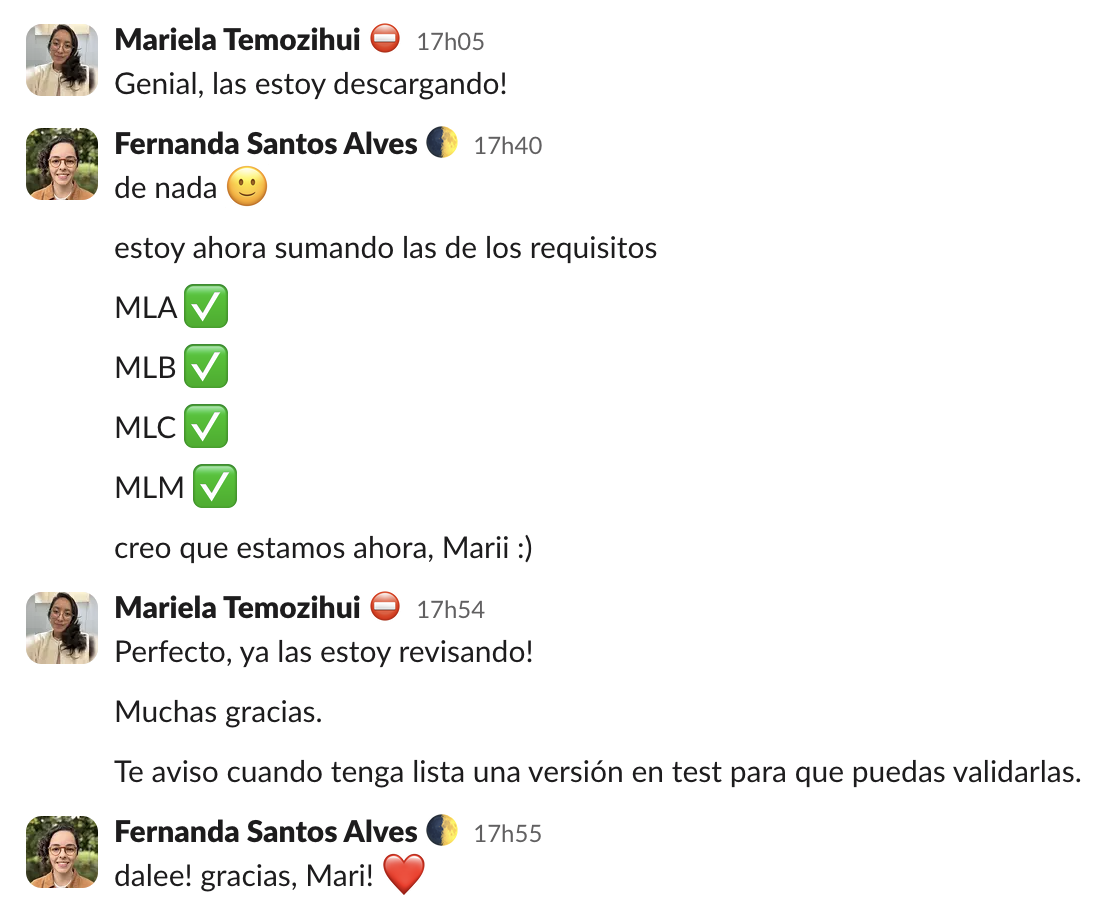 Mariela Temozihui ⛔ 17h05
Genial, las estoy descargando!
Fernanda Santos Alves 🌓 17h40
de nada 🙂
estoy ahora sumando las de los requisitos
MLA ✅
MLB ✅
MLC ✅
MLM ✅
creo que estamos ahora, Marii :)
Mariela Temozihui ⛔ 17h54
Perfecto, ya las estoy revisando!
Muchas gracias.
Te aviso cuando tenga lista una versión en test para que puedas validarlas.
Fernanda Santos Alves 🌓 17h55
dalee! gracias, Mari! ❤️